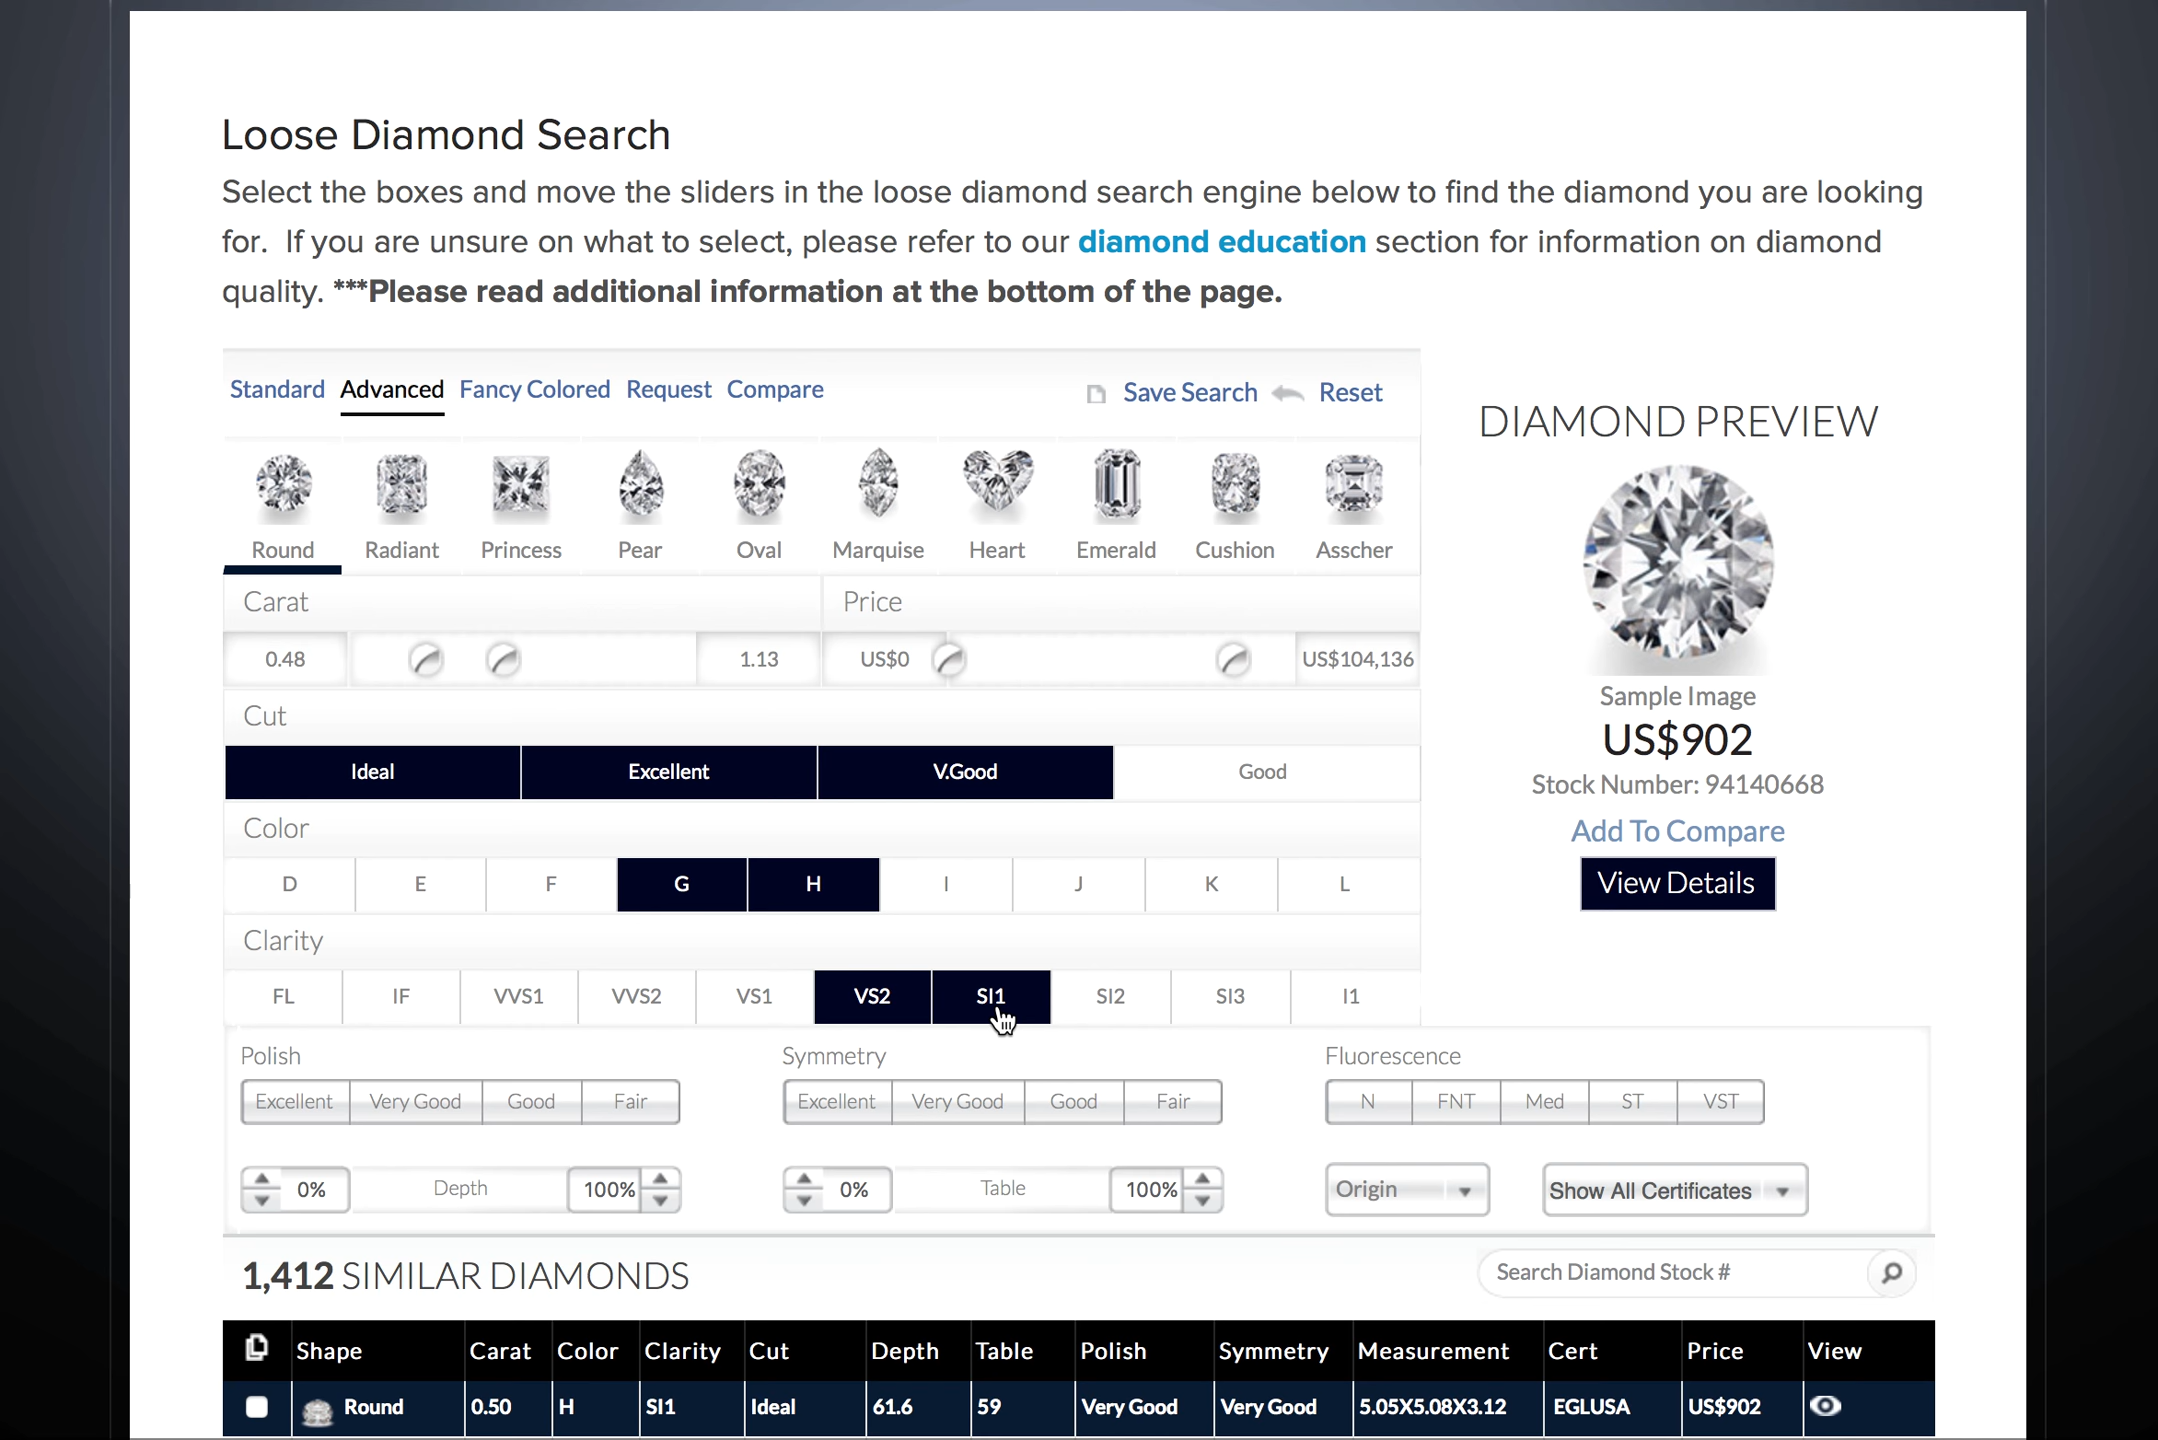 Loose Diamond Search
Select the boxes and move the sliders in the loose diamond search engine below to find the diamond you are looking
for. If you are unsure on what to select, please refer to our diamond education section for information on diamond
quality. ***Please read additional information at the bottom of the page.
Standard Advanced Fancy Colored Request Compare Save Search Reset
DIAMOND PREVIEW
Round Radiant Princess Pear Oval Marquise Heart Emerald Cushion Asscher
Carat Price
0.48 1.13 US$0 US$104,136
Sample Image
US$902
Stock Number: 94140668
Add To Compare
View Details
Cut
Ideal Excellent V.Good Good
Color
D E F G H I J K L
Clarity
FL IF VVS1 VVS2 VS1 VS2 SI1 SI2 SI3 I1
Polish Symmetry Fluorescence
Excellent Very Good Good Fair Excellent Very Good Good Fair N FNT Med ST VST
0% Depth 100% 0% Table 100% Origin Show All Certificates
1,412 SIMILAR DIAMONDS Search Diamond Stock #
Shape Carat Color Clarity Cut Depth Table Polish Symmetry Measurement Cert Price View
Round 0.50 H SI1 Ideal 61.6 59 Very Good Very Good 5.05X5.08X3.12 EGLUSA US$902